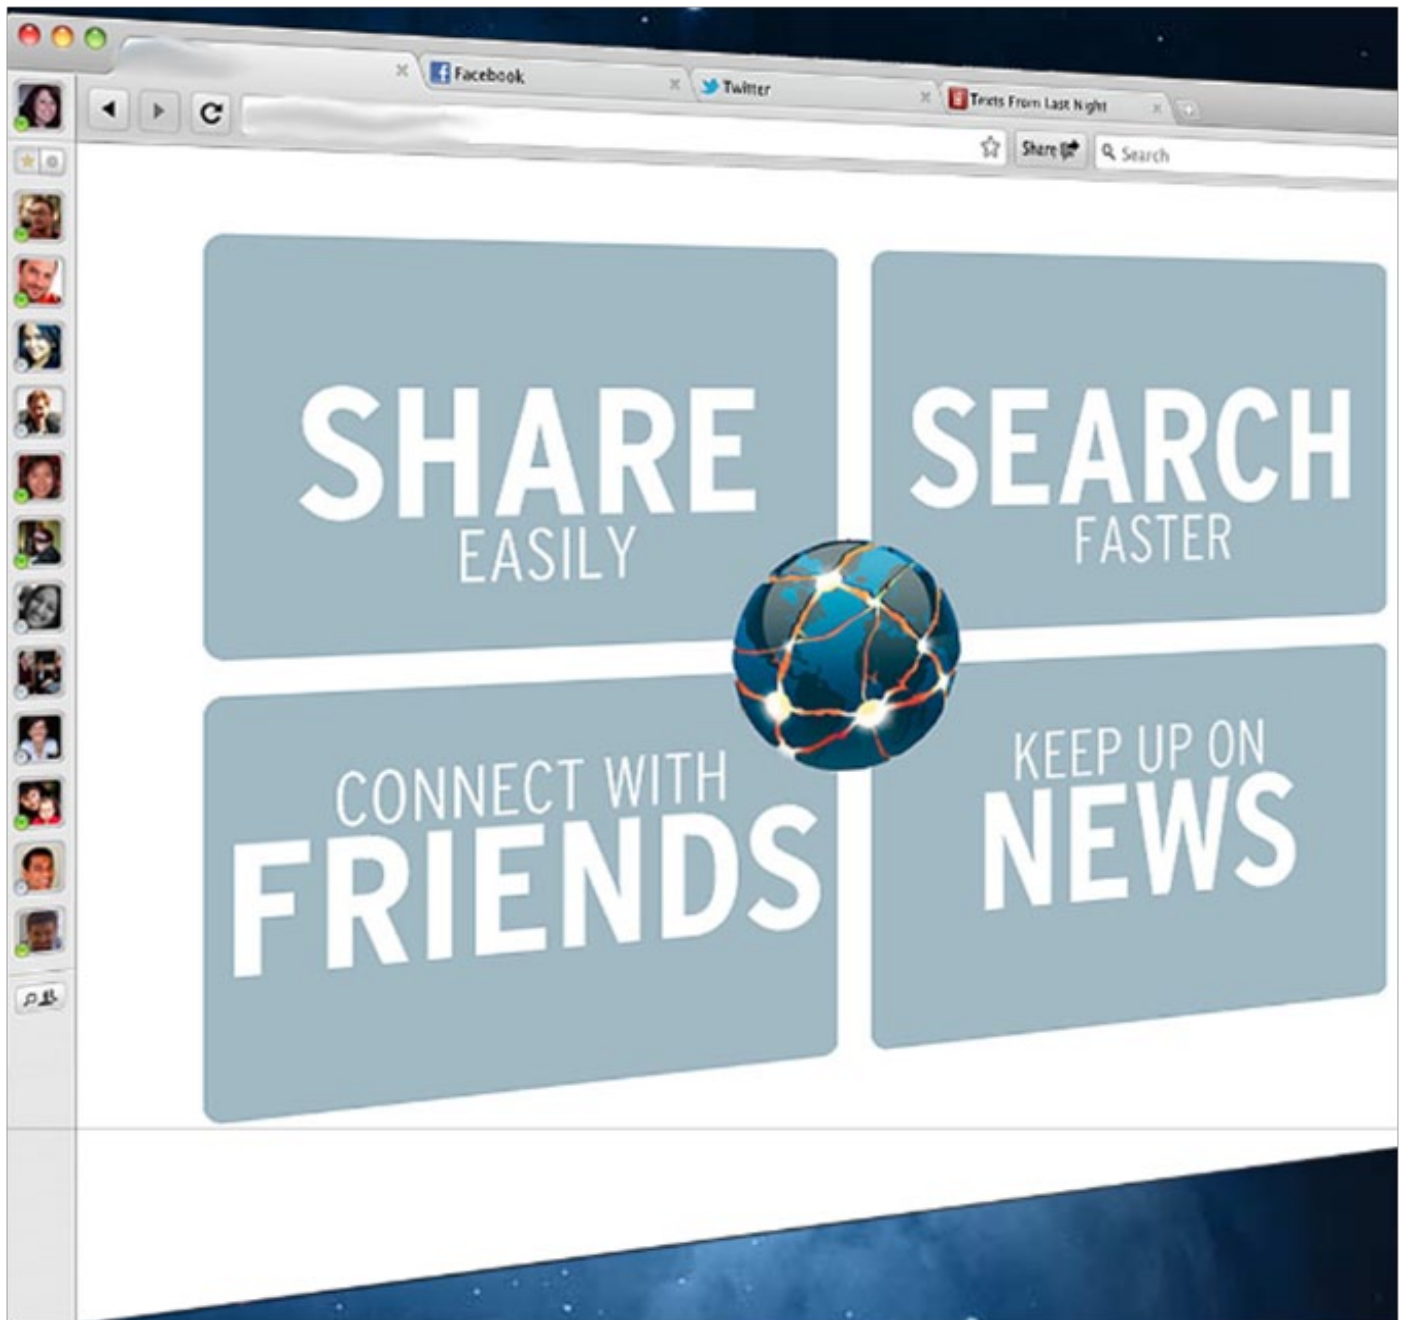 Facebook
Twitter
Texts From Last Night
Share
Search
SHARE
EASILY
SEARCH
FASTER
CONNECT WITH
FRIENDS
KEEP UP ON
NEWS